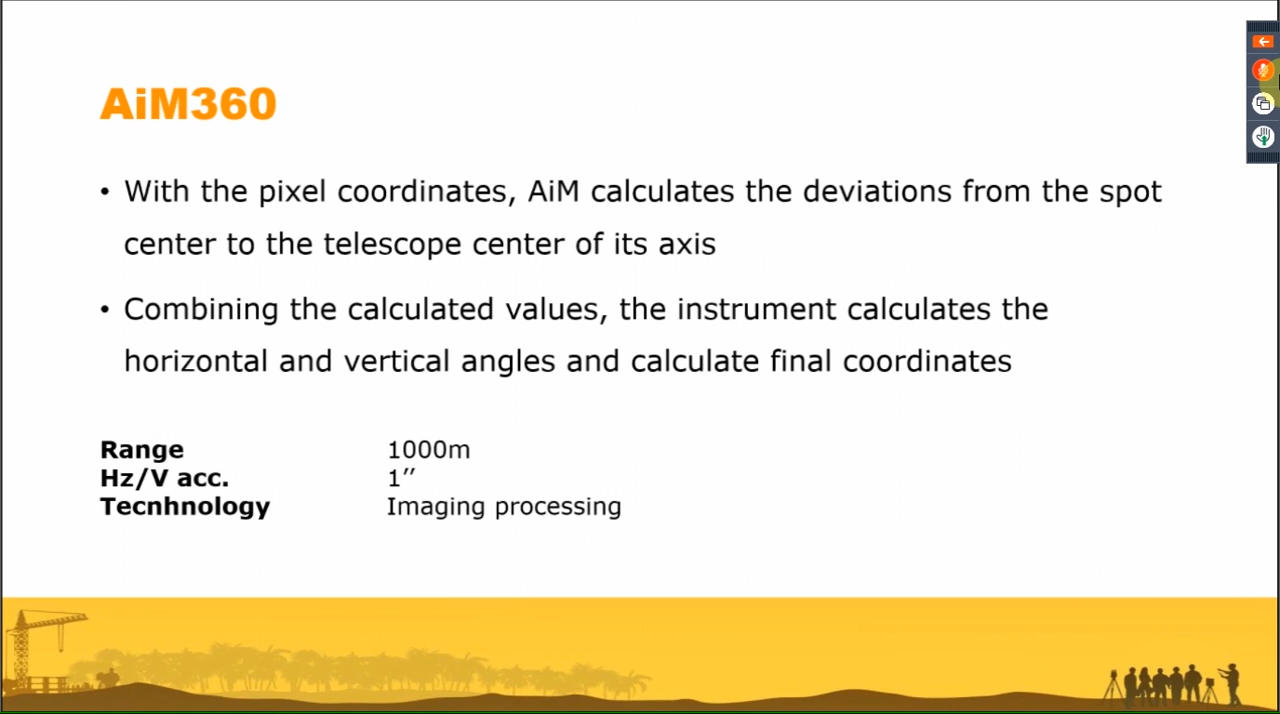 AiM360
• With the pixel coordinates, AiM calculates the deviations from the spot
center to the telescope center of its axis
• Combining the calculated values, the instrument calculates the
horizontal and vertical angles and calculate final coordinates
Range 1000m
Hz/V acc. 1″
Tecnhnology Imaging processing